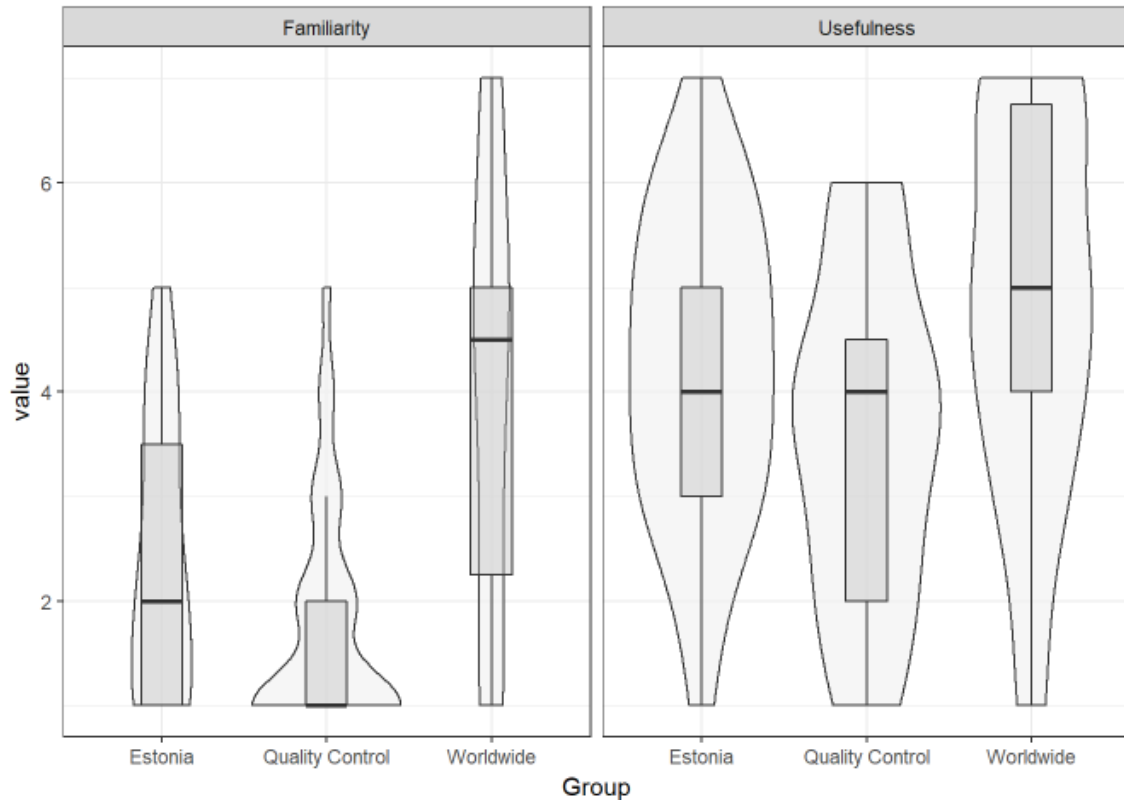 Familiarity
Usefulness
value
6
4
2
Estonia
Quality Control
Worldwide
Estonia
Quality Control
Worldwide
Group